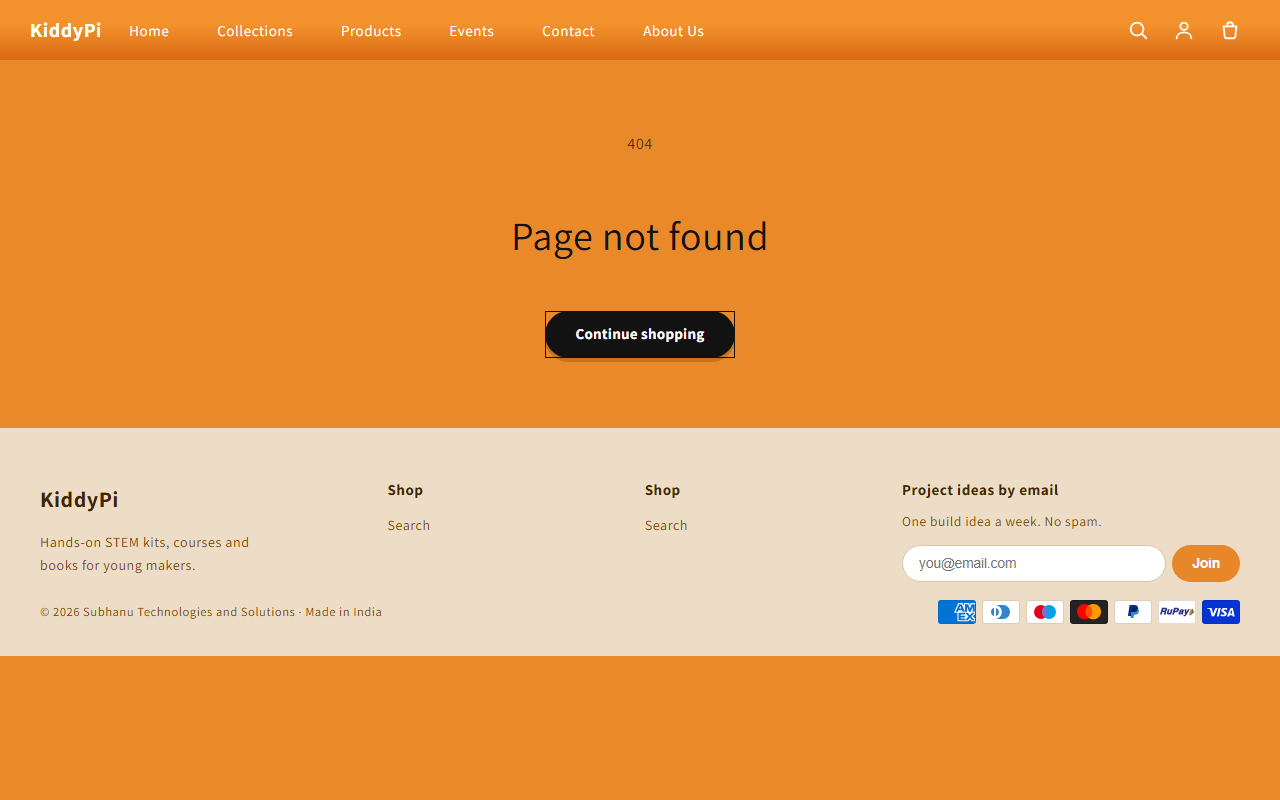 KiddyPi Home Collections Products Events Contact About Us
404
Page not found
Continue shopping
KiddyPi
Hands-on STEM kits, courses and
books for young makers.
© 2026 Subhanu Technologies and Solutions · Made in India
Shop
Search
Shop
Search
Project ideas by email
One build idea a week. No spam.
you@email.com Join
AM EX PayPal RuPay VISA